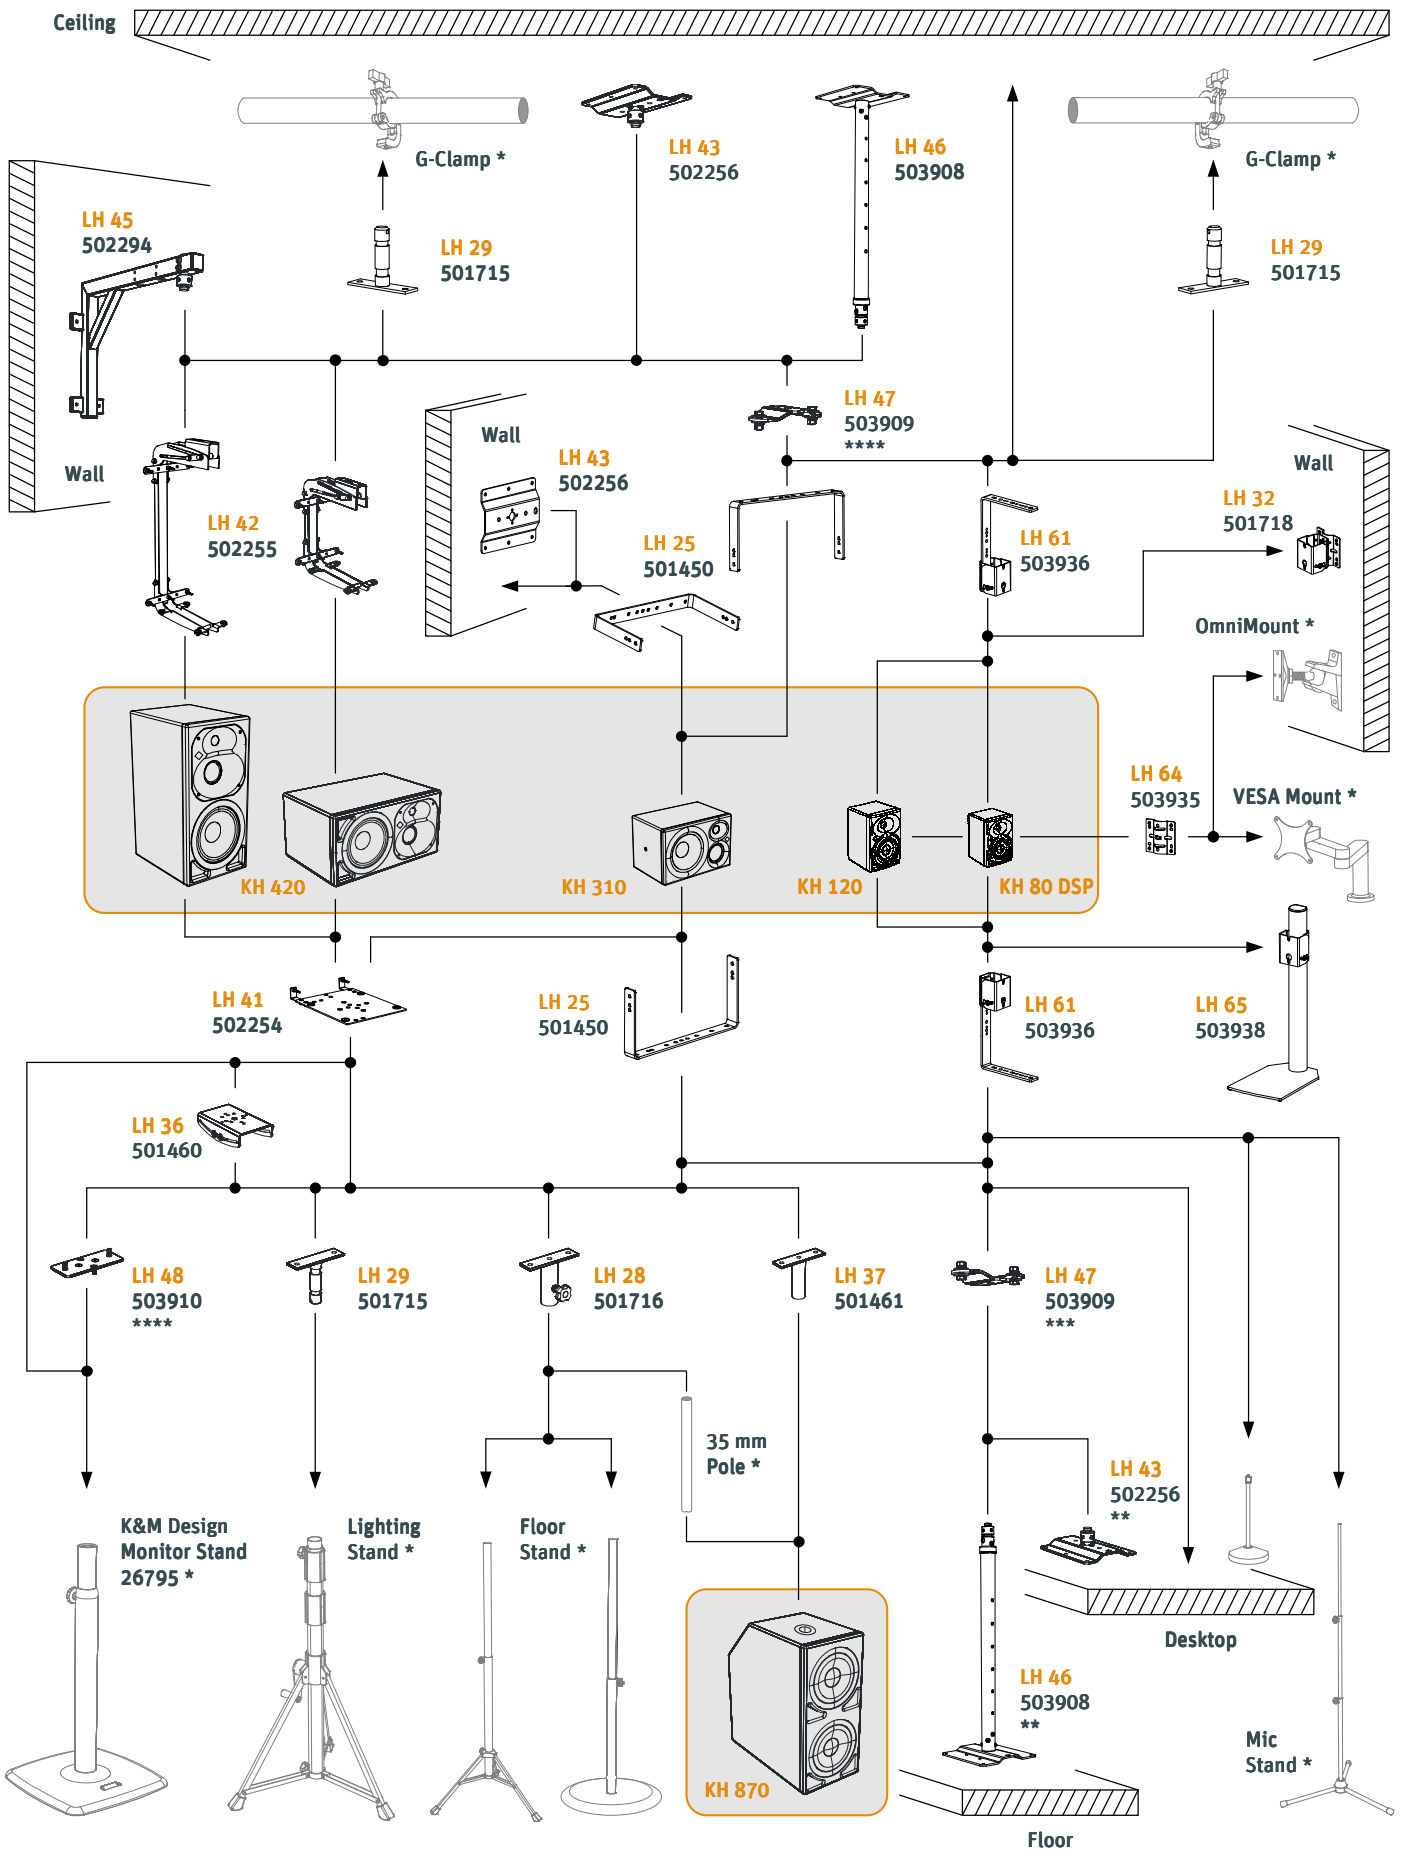 Ceiling
G-Clamp *
LH 43
502256
LH 46
503908
G-Clamp *
LH 45
502294
LH 29
501715
LH 29
501715
LH 47
503909
****
Wall
Wall
LH 43
502256
Wall
LH 32
501718
LH 42
502255
LH 25
501450
LH 61
503936
OmniMount *
LH 64
503935
VESA Mount *
KH 420
KH 310
KH 120
KH 80 DSP
LH 41
502254
LH 25
501450
LH 61
503936
LH 65
503938
LH 36
501460
LH 48
503910
****
LH 29
501715
LH 28
501716
LH 37
501461
LH 47
503909
***
35 mm
Pole *
LH 43
502256
**
K&M Design
Monitor Stand
26795 *
Lighting
Stand *
Floor
Stand *
Desktop
LH 46
503908
**
Mic
Stand *
KH 870
Floor